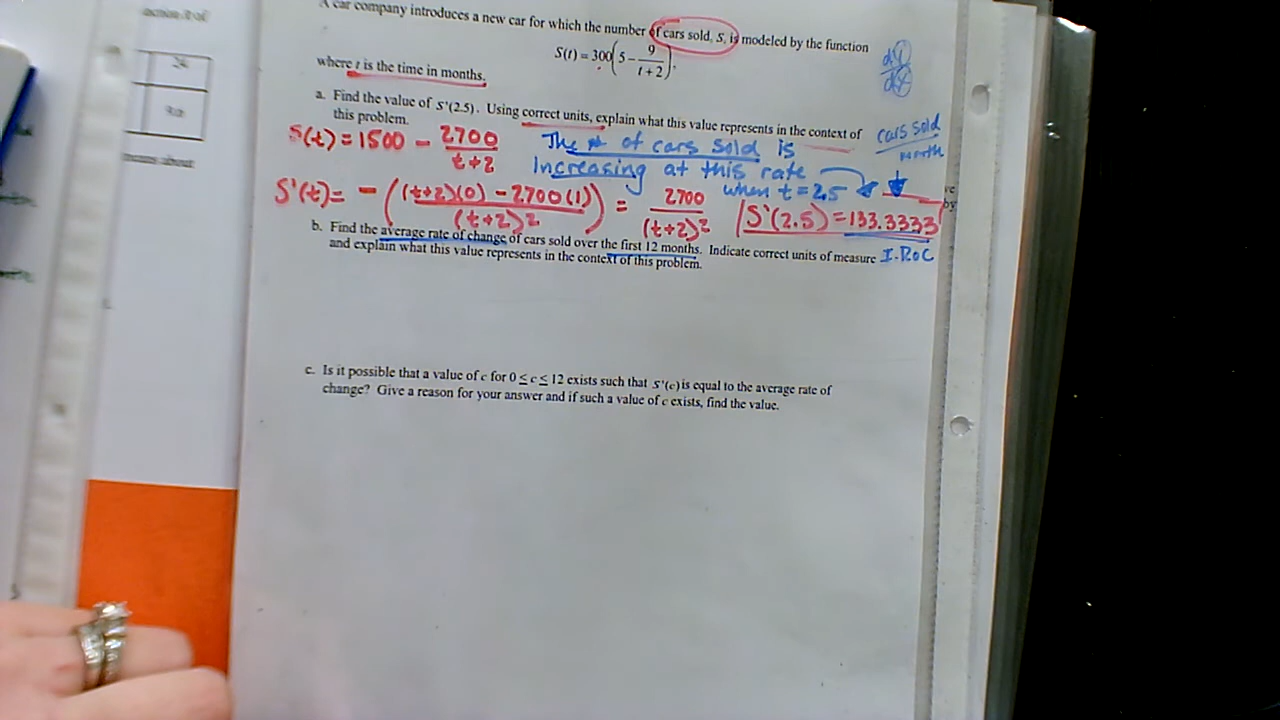 A car company introduces a new car for which the number of cars sold, S, is modeled by the function
S(t) = 300(5 - 9/(t + 2)),
where t is the time in months.
dy/dx
a. Find the value of S'(2.5). Using correct units, explain what this value represents in the context of
this problem.
cars sold / month
S(t) = 1500 - 2700/(t+2)
The # of cars sold is
increasing at this rate
when t = 2.5
S'(t) = -(((t+2)(0) - 2700(1))/(t+2)²) = 2700/(t+2)²
S'(2.5) = 133.3333
I.RoC
b. Find the average rate of change of cars sold over the first 12 months. Indicate correct units of measure
and explain what this value represents in the context of this problem.
c. Is it possible that a value of c for 0 ≤ c ≤ 12 exists such that S'(c) is equal to the average rate of
change? Give a reason for your answer and if such a value of c exists, find the value.
means about
24
by